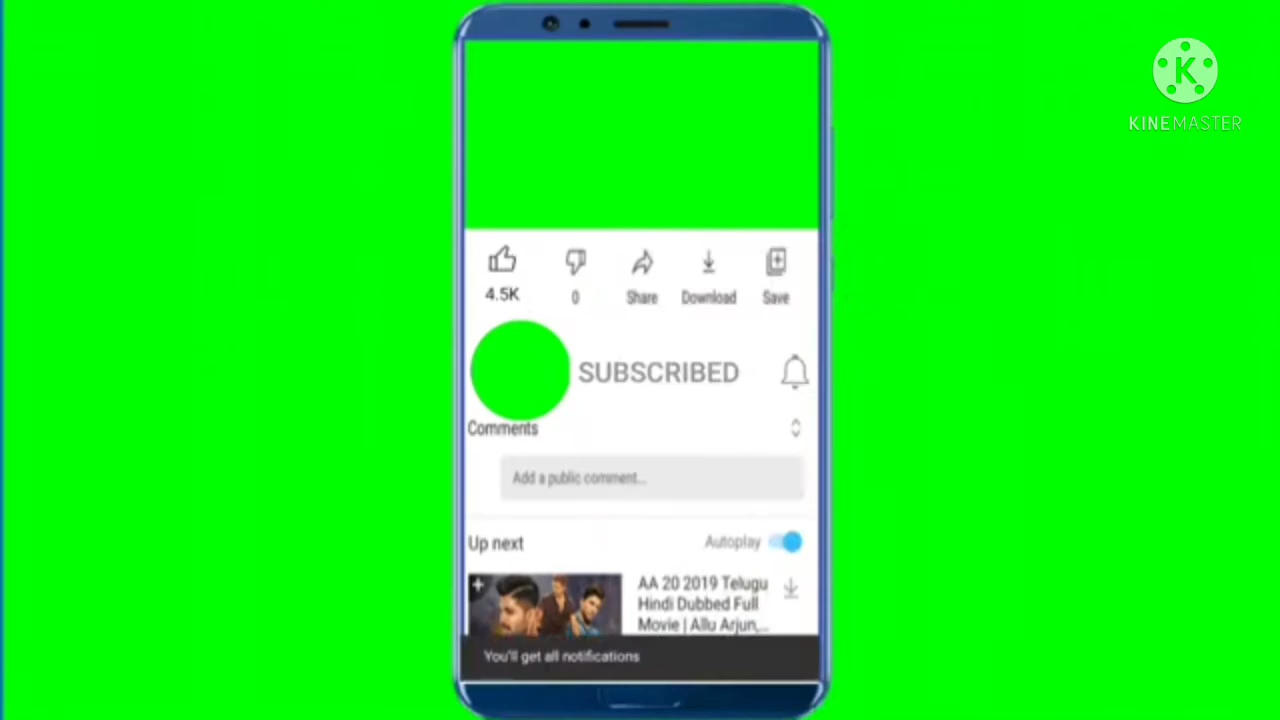 KINEMASTER
4.5K
0
Share
Download
Save
SUBSCRIBED
Comments
Add a public comment...
Up next
Autoplay
AA 20 2019 Telugu
Hindi Dubbed Full
Movie | Allu Arjun,...
You'll get all notifications